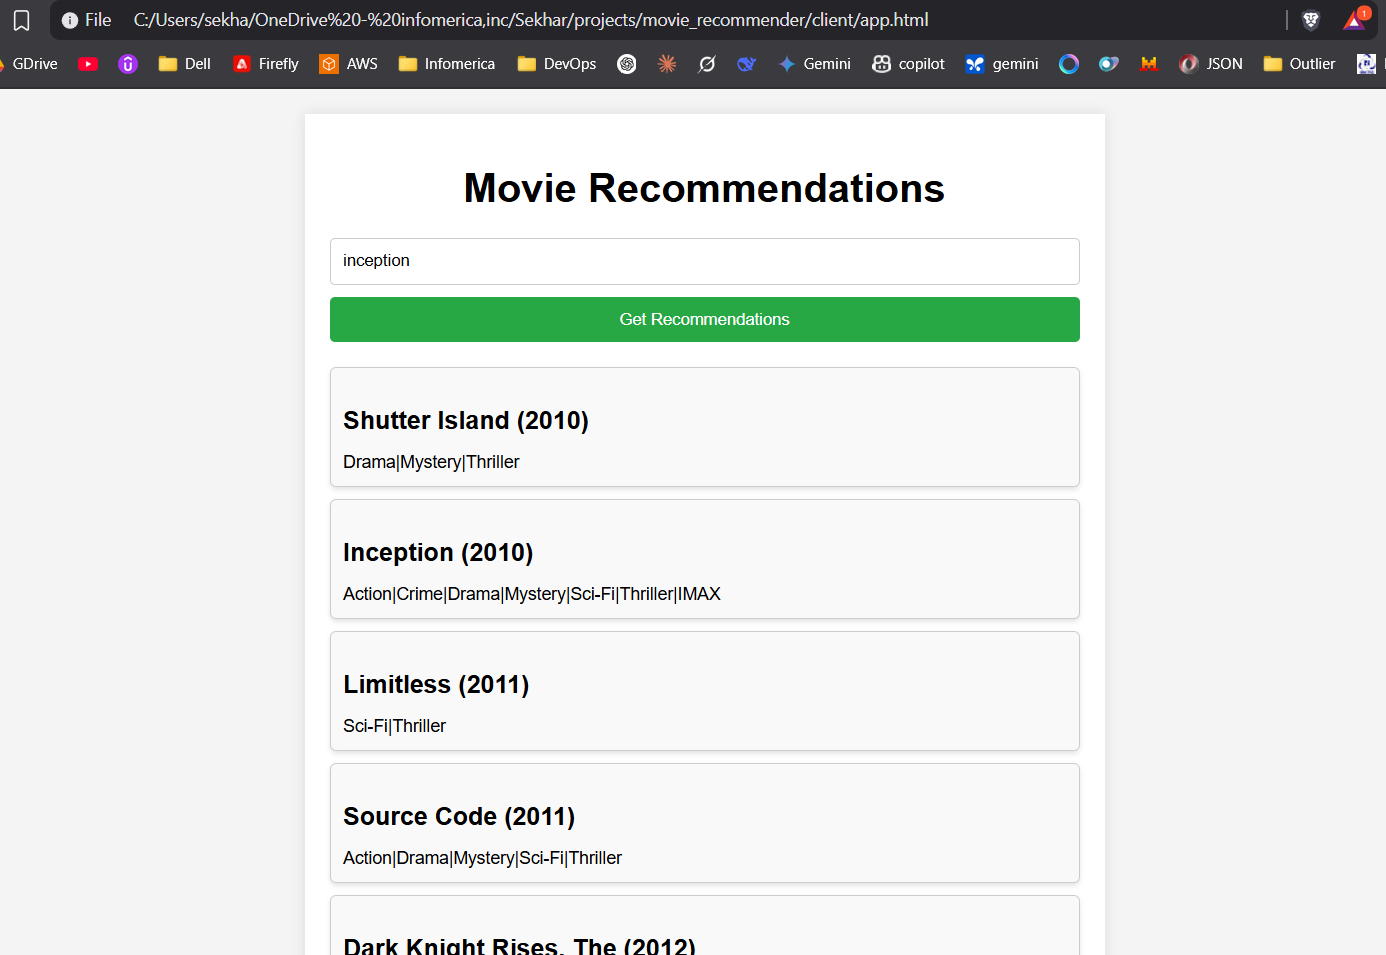 File C:/Users/sekha/OneDrive%20-%20infomerica,inc/Sekhar/projects/movie_recommender/client/app.html 1
GDrive Dell Firefly AWS Infomerica DevOps Gemini copilot gemini JSON Outlier
Movie Recommendations
inception
Get Recommendations
Shutter Island (2010)
Drama|Mystery|Thriller
Inception (2010)
Action|Crime|Drama|Mystery|Sci-Fi|Thriller|IMAX
Limitless (2011)
Sci-Fi|Thriller
Source Code (2011)
Action|Drama|Mystery|Sci-Fi|Thriller
Dark Knight Rises, The (2012)